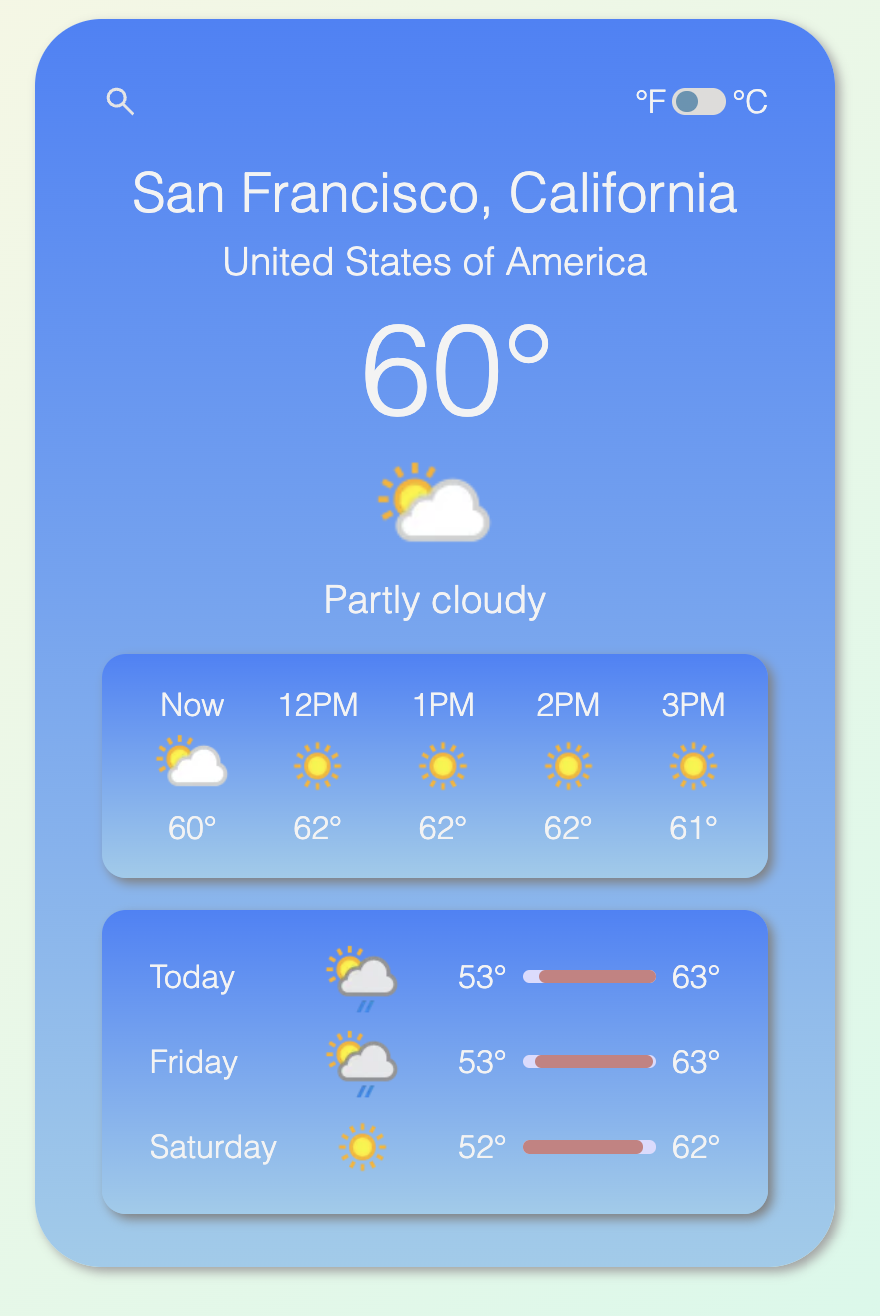 °F °C
San Francisco, California
United States of America
60°
Partly cloudy
Now 12PM 1PM 2PM 3PM
60° 62° 62° 62° 61°
Today 53° 63°
Friday 53° 63°
Saturday 52° 62°